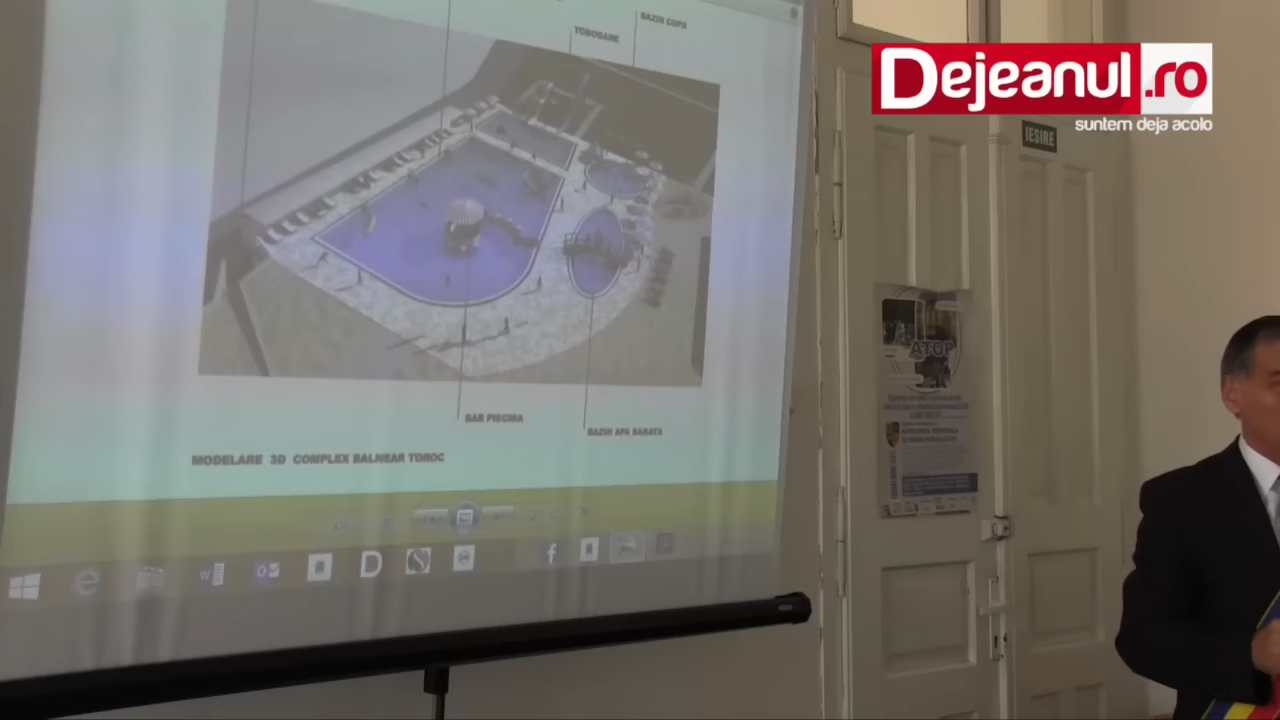 BAZIN COPII
TOBOGANE
Dejeanul.ro
suntem deja acolo
IESIRE
ATOP
BAR PISCINA
BAZIN APA SARATA
MODELARE 3D COMPLEX BALNEAR TOROC